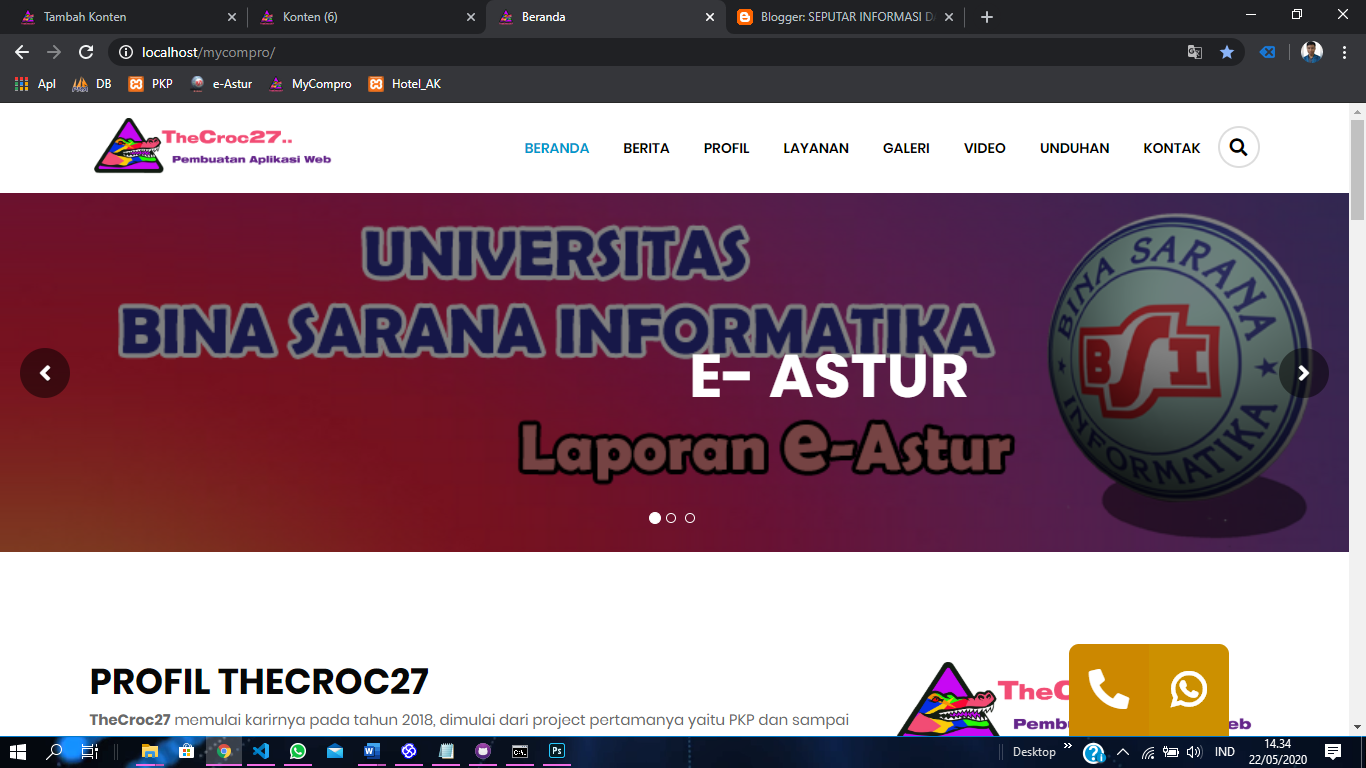 Tambah Konten
Konten (6)
Beranda
Blogger: SEPUTAR INFORMASI D
localhost/mycompro/
Apl
DB
PKP
e-Astur
MyCompro
Hotel_AK
TheCroc27..
Pembuatan Aplikasi Web
BERANDA
BERITA
PROFIL
LAYANAN
GALERI
VIDEO
UNDUHAN
KONTAK
UNIVERSITAS
BINA SARANA INFORMATIKA
E- ASTUR
Laporan e-Astur
BINA SARANA
BSI
INFORMATIKA
PROFIL THECROC27
TheCroc27 memulai karirnya pada tahun 2018, dimulai dari project pertamanya yaitu PKP dan sampai
TheC
Pemb
eb
Desktop
IND
14.34
22/05/2020